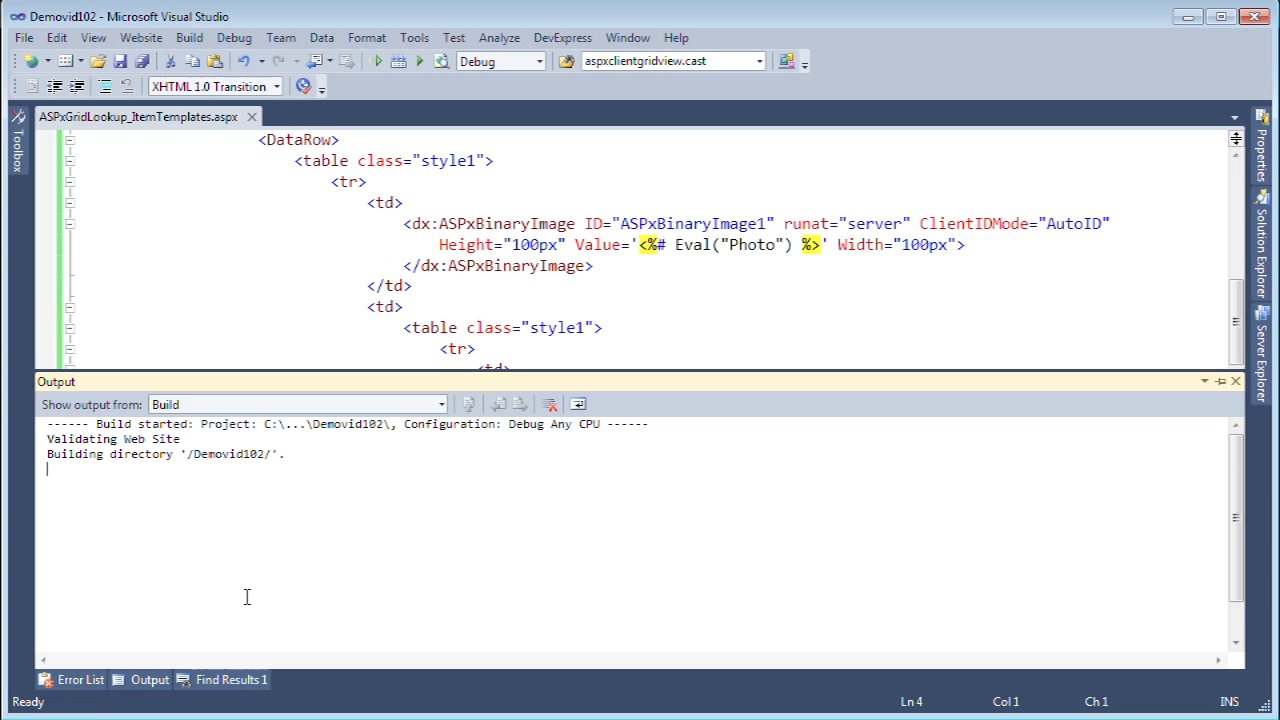 Demovid102 - Microsoft Visual Studio
File Edit View Website Build Debug Team Data Format Tools Test Analyze DevExpress Window Help
Debug aspxclientgridview.cast
XHTML 1.0 Transition
ASPxGridLookup_ItemTemplates.aspx
Toolbox
Properties
Solution Explorer
Server Explorer
<DataRow>
<table class="style1">
<tr>
<td>
<dx:ASPxBinaryImage ID="ASPxBinaryImage1" runat="server" ClientIDMode="AutoID"
Height="100px" Value='<%# Eval("Photo") %>' Width="100px">
</dx:ASPxBinaryImage>
</td>
<td>
<table class="style1">
<tr>
<td>
Output
Show output from: Build
------ Build started: Project: C:\...\Demovid102\, Configuration: Debug Any CPU ------
Validating Web Site
Building directory '/Demovid102/'.
Error List Output Find Results 1
Ready Ln 4 Col 1 Ch 1 INS